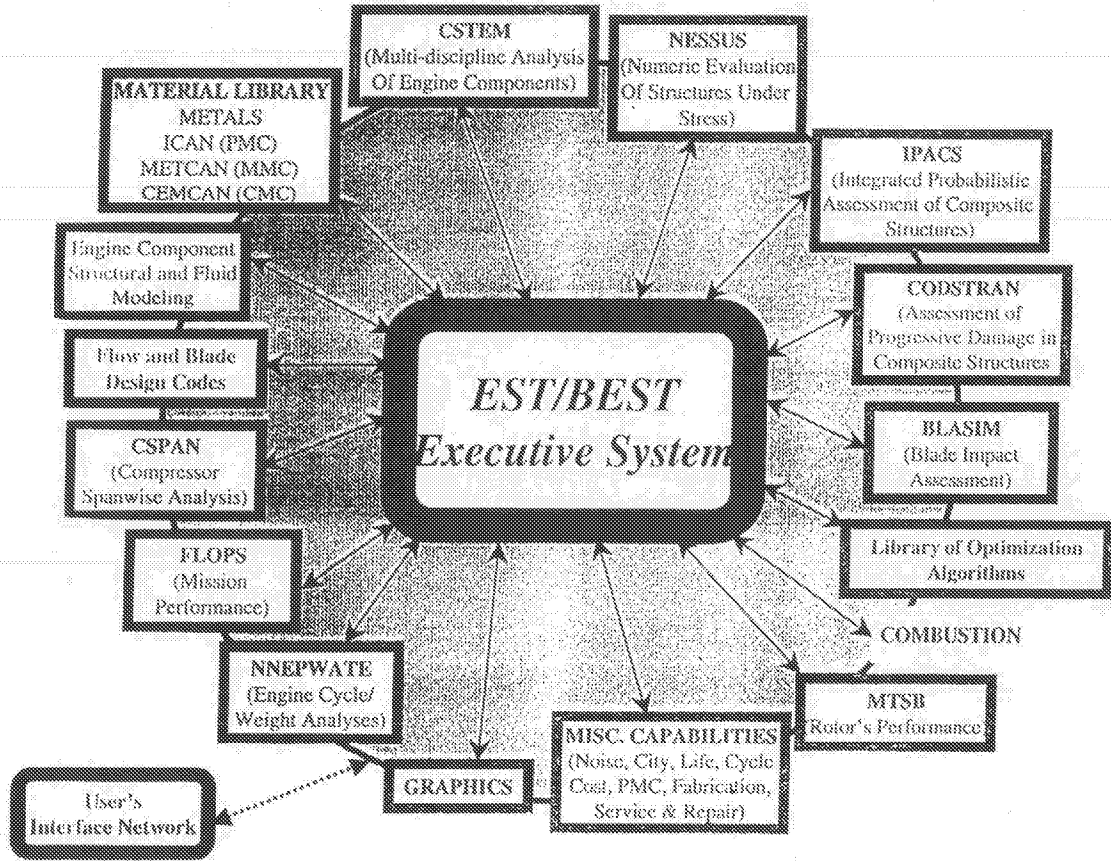 CSTEM
(Multi-discipline Analysis
Of Engine Components)
NESSUS
(Numeric Evaluation
Of Structures Under
Stress)
MATERIAL LIBRARY
METALS
ICAN (PMC)
METCAN (MMC)
CEMCAN (CMC)
IPACS
(Integrated Probabilistic
Assessment of Composite
Structures)
Engine Component
Structural and Fluid
Modeling
CODSTRAN
(Assessment of
Progressive Damage in
Composite Structures
Flow and Blade
Design Codes
EST/BEST
Executive System
CSPAN
(Compressor
Spanwise Analysis)
BLASIM
(Blade Impact
Assessment)
FLOPS
(Mission
Performance)
Library of Optimization
Algorithms
COMBUSTION
NNEPWATE
(Engine Cycle/
Weight Analyses)
MTSB
(Rotor's Performance)
MISC. CAPABILITIES
(Noise, City, Life, Cycle
Cost, PMC, Fabrication,
Service & Repair)
GRAPHICS
User's
Interface Network